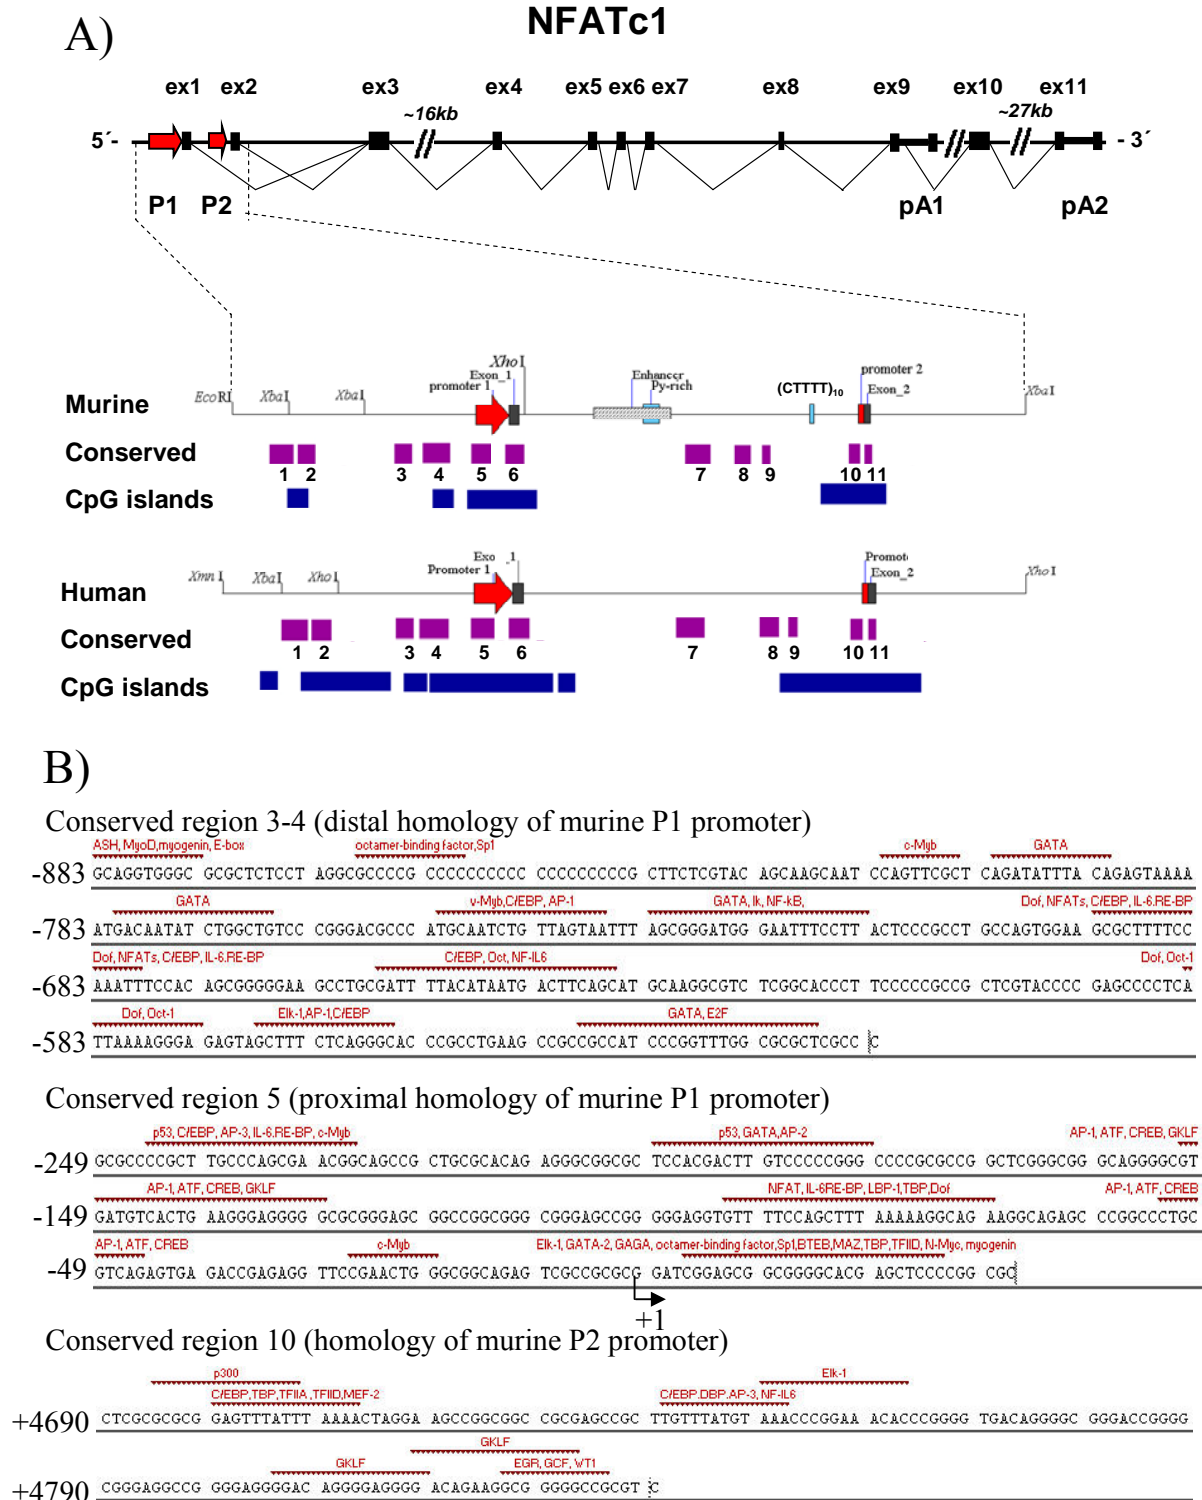 A)
NFATc1
ex1 ex2 ex3 ex4 ex5 ex6 ex7 ex8 ex9 ex10 ex11
~16kb ~27kb
5´- - 3´
P1 P2 pA1 pA2
XhoI
Exon_1 Enhancer promoter 2
promoter 1 Py-rich (CTTTT)10 Exon_2
EcoRI XbaI XbaI XbaI
Murine
Conserved
1 2 3 4 5 6 7 8 9 10 11
CpG islands
Exo _1 Promot
XmnI XbaI XhoI Promoter 1 Exon_2 XhoI
Human
Conserved
1 2 3 4 5 6 7 8 9 10 11
CpG islands
B)
Conserved region 3-4 (distal homology of murine P1 promoter)
ASH, MyoD,myogenin, E-box octamer-binding factor,Sp1 c-Myb GATA
-883 GCAGGTGGGC GCGCTCTCCT AGGCGCCCCG CCCCCCCCCC CCCCCCCCCG CTTCTCGTAC AGCAAGCAAT CCAGTTCGCT CAGATATTTA CAGAGTAAAA
GATA v-Myb,C/EBP, AP-1 GATA, Ik, NF-kB, Dof, NFATs, C/EBP, IL-6.RE-BP
-783 ATGACAATAT CTGGCTGTCC CGGGACGCCC ATGCAATCTG TTAGTAATTT AGCGGGATGG GAATTTCCTT ACTCCCGCCT GCCAGTGGAA GCGCTTTTCC
Dof, NFATs, C/EBP, IL-6.RE-BP C/EBP, Oct, NF-IL6 Dof, Oct-1
-683 AAATTTCCAC AGCGGGGGAA GCCTGCGATT TTACATAATG ACTTCAGCAT GCAAGGCGTC TCGGCACCCT TCCCCCGCCG CTCGTACCCC GAGCCCCTCA
Dof, Oct-1 Elk-1,AP-1,C/EBP GATA, E2F
-583 TTAAAAGGGA GAGTAGCTTT CTCAGGGCAC CCGCCTGAAG CCGCCGCCAT CCCGGTTTGG CGCGCTCGCC C
Conserved region 5 (proximal homology of murine P1 promoter)
p53, C/EBP, AP-3, IL-6.RE-BP, c-Myb p53, GATA,AP-2 AP-1, ATF, CREB, GKLF
-249 GCGCCCCGCT TGCCCAGCGA ACGGCAGCCG CTGCGCACAG AGGGCGGCGC TCCACGACTT GTCCCCCGGG CCCCGCGCCG GCTCGGGCGG GCAGGGGCGT
AP-1, ATF, CREB, GKLF NFAT, IL-6RE-BP, LBP-1,TBP,Dof AP-1, ATF, CREB
-149 GATGTCACTG AAGGGAGGGG GCGCGGGAGC GGCCGGCGGG CGGGAGCCGG GGGAGGTGTT TTCCAGCTTT AAAAAGGCAG AAGGCAGAGC CCGGCCCTGC
AP-1, ATF, CREB c-Myb Elk-1, GATA-2, GAGA, octamer-binding factor,Sp1,BTEB,MAZ,TBP,TFIID, N-Myc, myogenin
-49 GTCAGAGTGA GACCGAGAGG TTCCGAACTG GGCGGCAGAG TCGCCGCGCG GGATCGGAGCG GCGGGGCACG AGCTCCCCGG CGC
+1
Conserved region 10 (homology of murine P2 promoter)
p300 Elk-1
C/EBP,TBP,TFIIA ,TFIID,MEF-2 C/EBP.DBP.AP-3, NF-IL6
+4690 CTCGCGCGCG GAGTTTATTT AAAACTAGGA AGCCGGCGGC CGCGAGCCGC TTGTTTATGT AAACCCGGAA ACACCCGGGG TGACAGGGGC GGGACCGGGG
GKLF
GKLF EGR, GCF, WT1
+4790 CGGGAGGCCG GGGAGGGGAC AGGGGAGGGG ACAGAAGGCG GGGGCCGCGT C